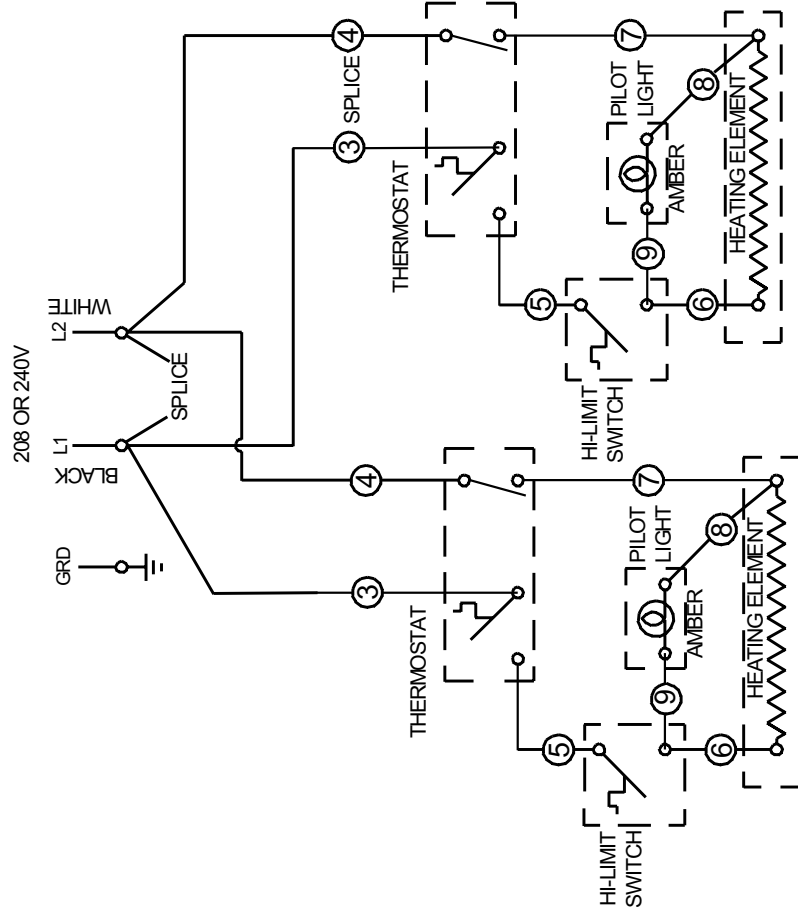 208 OR 240V
GRD
L1
BLACK
L2
WHITE
SPLICE
3
4
3
4
SPLICE
THERMOSTAT
THERMOSTAT
5
HI-LIMIT
SWITCH
9
6
PILOT
LIGHT
AMBER
7
8
HEATING ELEMENT
5
HI-LIMIT
SWITCH
9
6
PILOT
LIGHT
AMBER
7
8
HEATING ELEMENT